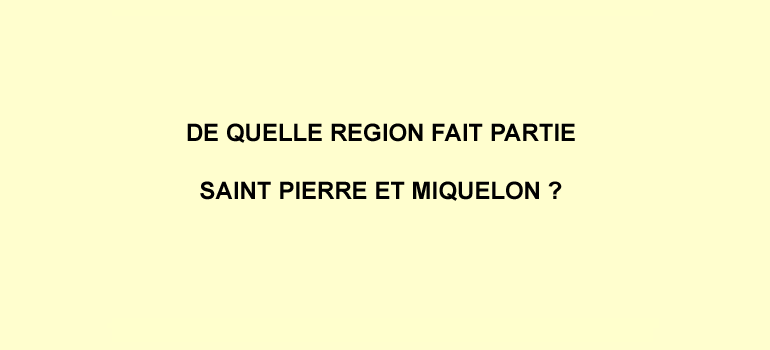 DE QUELLE REGION FAIT PARTIE
SAINT PIERRE ET MIQUELON ?